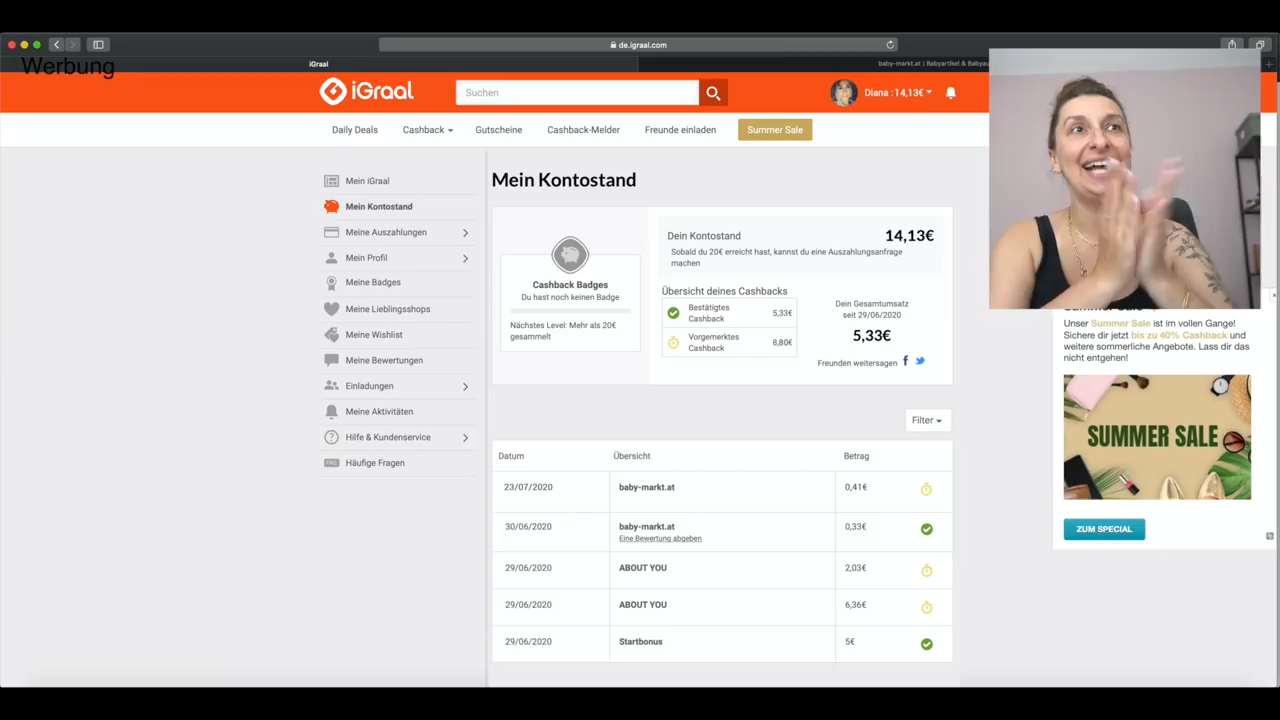 de.igraal.com
Werbung
iGraal
baby-markt.at | Babyartikel & Babyau
iGraal
Suchen
Diana : 14,13€
Daily Deals
Cashback
Gutscheine
Cashback-Melder
Freunde einladen
Summer Sale
Mein iGraal
Mein Kontostand
Meine Auszahlungen
Mein Profil
Meine Badges
Meine Lieblingsshops
Meine Wishlist
Meine Bewertungen
Einladungen
Meine Aktivitäten
Hilfe & Kundenservice
FAQ
Häufige Fragen
Mein Kontostand
Cashback Badges
Du hast noch keinen Badge
Nächstes Level: Mehr als 20€
gesammelt
Dein Kontostand
14,13€
Sobald du 20€ erreicht hast, kannst du eine Auszahlungsanfrage
machen
Übersicht deines Cashbacks
Bestätigtes
Cashback
5,33€
Vorgemerktes
Cashback
8,80€
Dein Gesamtumsatz
seit 29/06/2020
5,33€
Freunden weitersagen
Filter
Datum
Übersicht
Betrag
23/07/2020
baby-markt.at
0,41€
30/06/2020
baby-markt.at
Eine Bewertung abgeben
0,33€
29/06/2020
ABOUT YOU
2,03€
29/06/2020
ABOUT YOU
6,36€
29/06/2020
Startbonus
5€
Unser Summer Sale ist im vollen Gange!
Sichere dir jetzt bis zu 40% Cashback und
weitere sommerliche Angebote. Lass dir das
nicht entgehen!
SUMMER SALE
ZUM SPECIAL